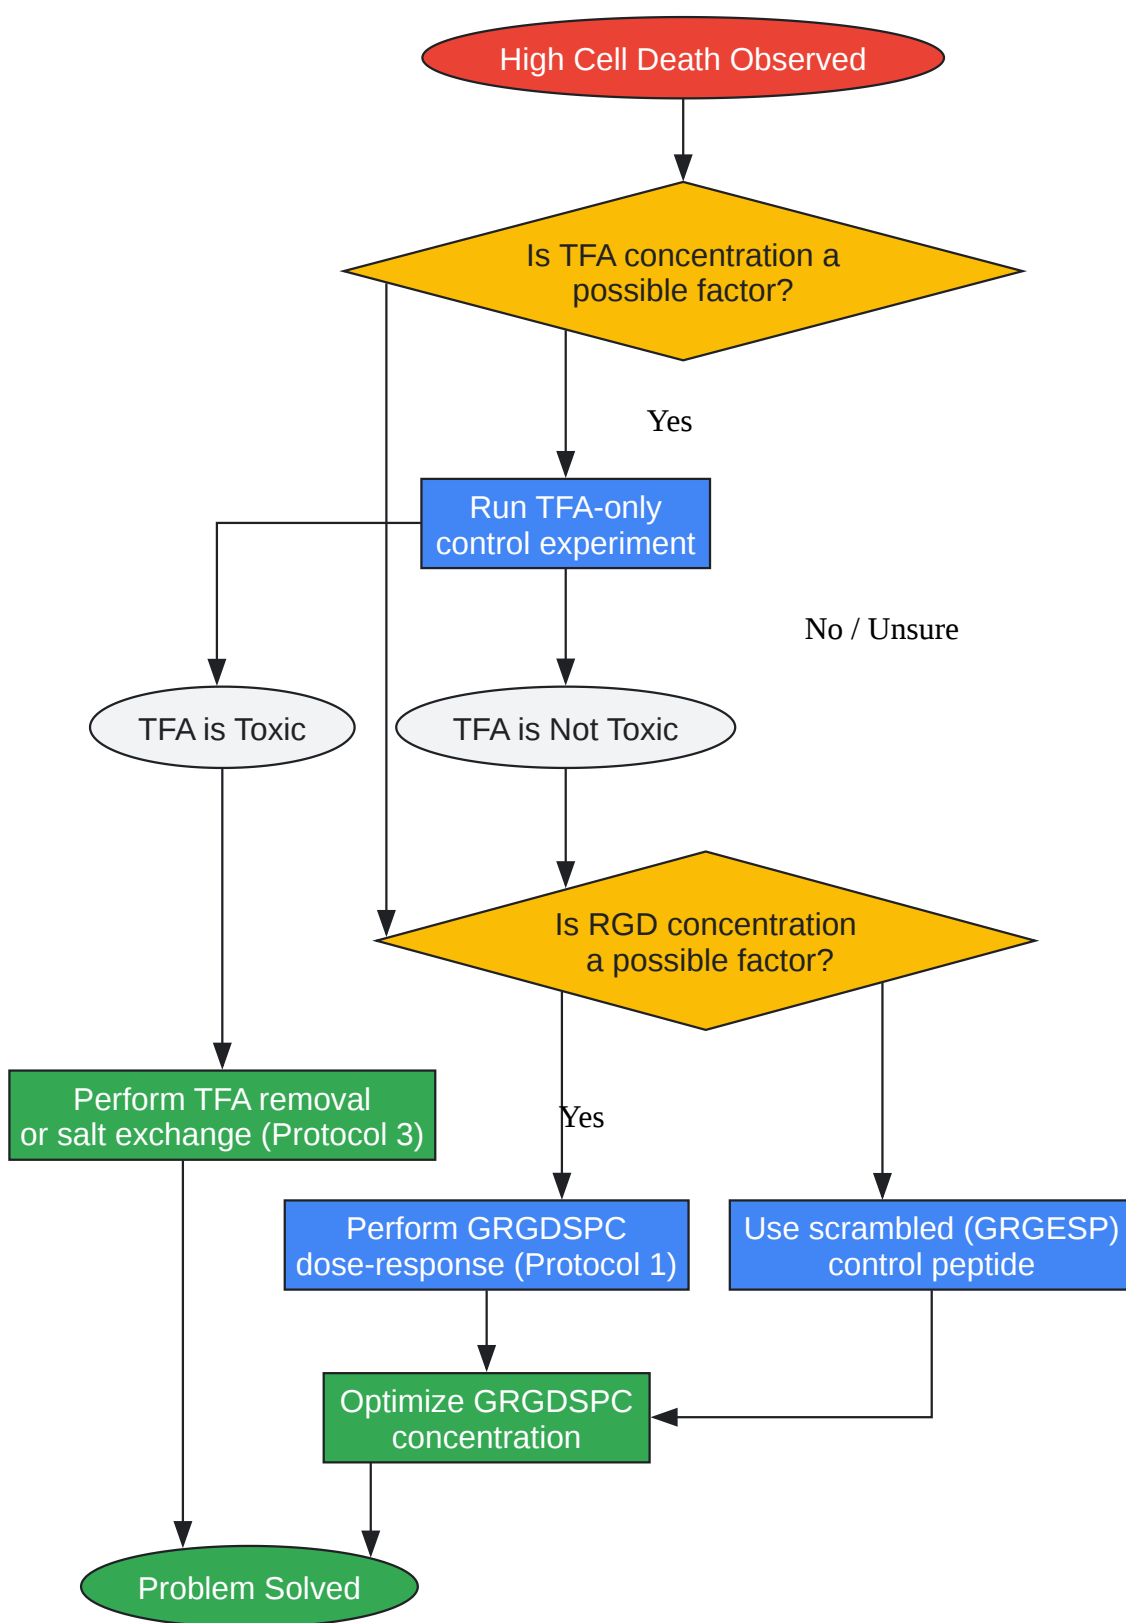 High Cell Death Observed
Is TFA concentration a
possible factor?
Yes
Run TFA-only
control experiment
No / Unsure
TFA is Toxic
TFA is Not Toxic
Is RGD concentration
a possible factor?
Perform TFA removal
or salt exchange (Protocol 3)
Yes
Perform GRGDSPC
dose-response (Protocol 1)
Use scrambled (GRGESP)
control peptide
Optimize GRGDSPC
concentration
Problem Solved